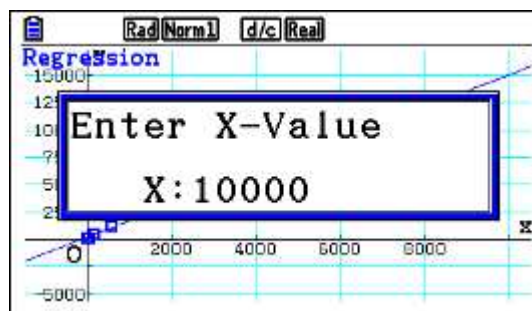 Rad Norm1 d/c Real
Regression
15000
Enter X-Value
X:10000
x
O 2000 4000 6000 8000
-5000